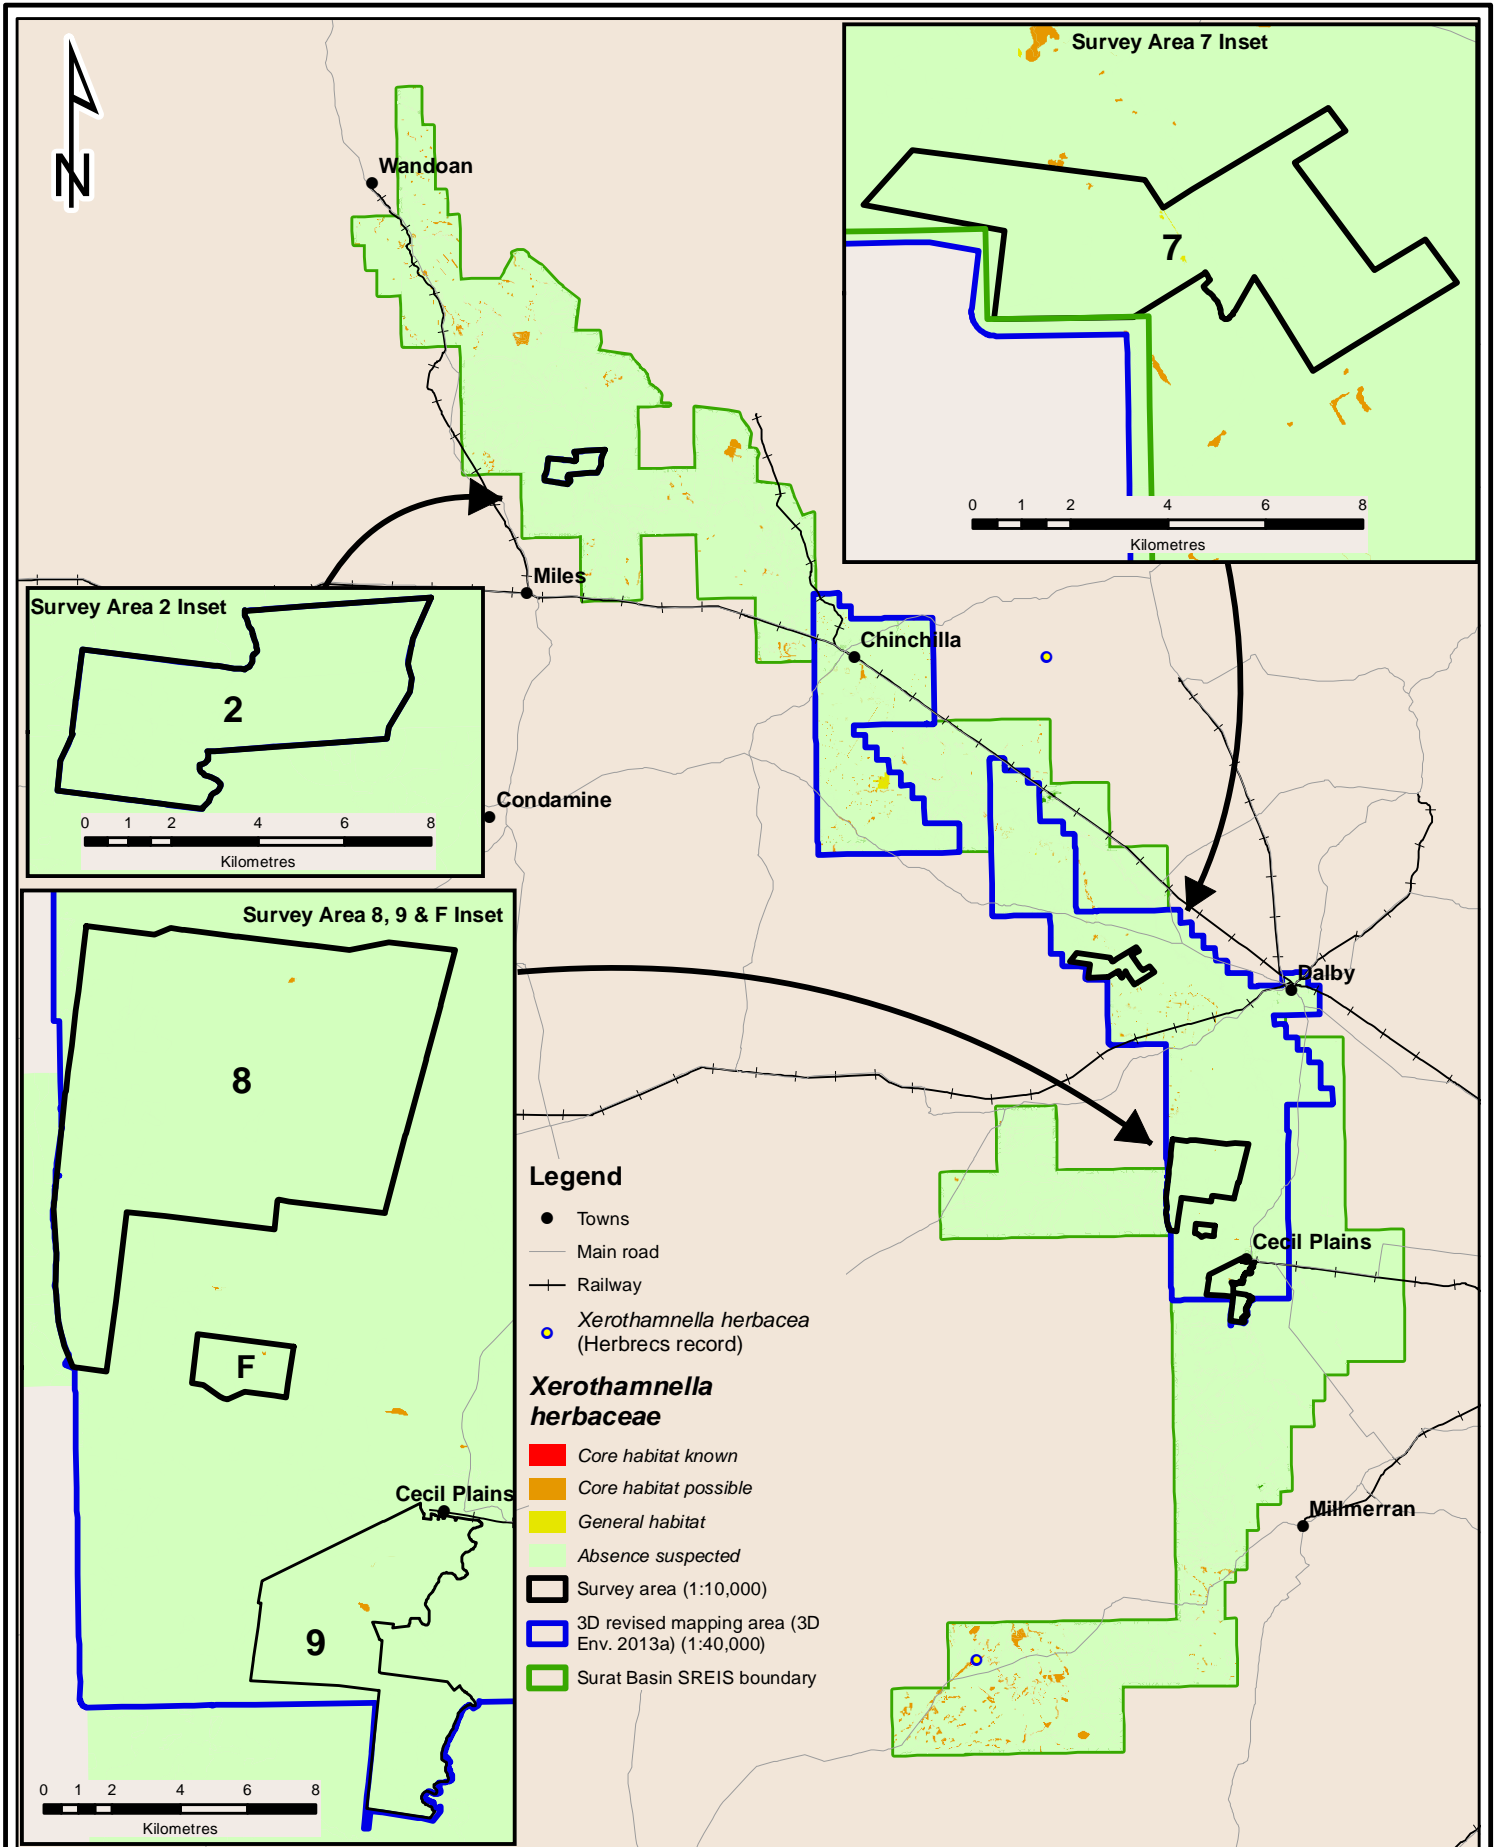 N
Wandoan
Survey Area 7 Inset
7
0 1 2 4 6 8
Kilometres
Miles
Survey Area 2 Inset
2
0 1 2 4 6 8
Kilometres
Chinchilla
Condamine
Survey Area 8, 9 & F Inset
8
F
Cecil Plains
9
0 1 2 4 6 8
Kilometres
Dalby
Cecil Plains
Millmerran
Legend
Towns
Main road
Railway
Xerothamnella herbacea
(Herbrecs record)
Xerothamnella
herbaceae
Core habitat known
Core habitat possible
General habitat
Absence suspected
Survey area (1:10,000)
3D revised mapping area (3D
Env. 2013a) (1:40,000)
Surat Basin SREIS boundary